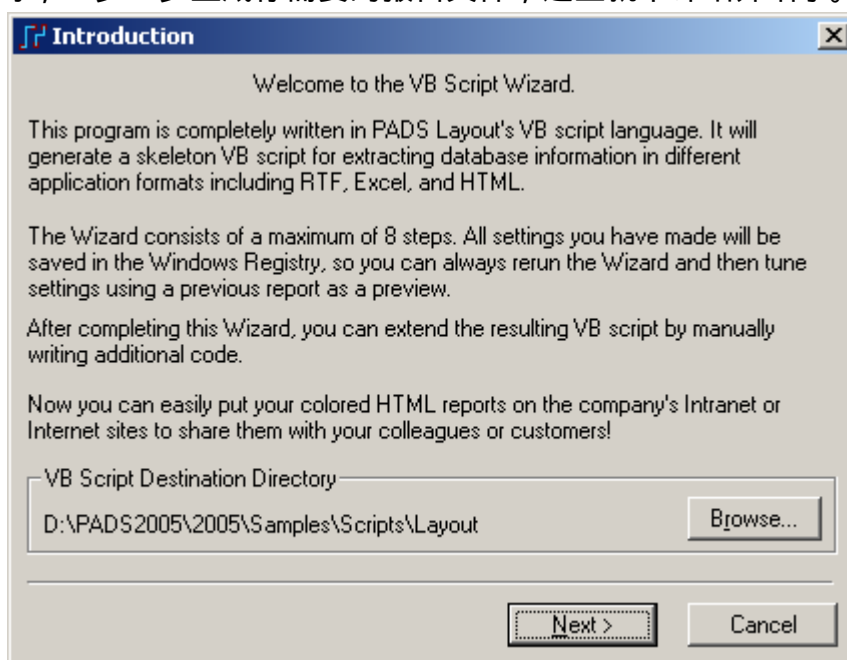 Introduction
Welcome to the VB Script Wizard.
This program is completely written in PADS Layout's VB script language. It will
generate a skeleton VB script for extracting database information in different
application formats including RTF, Excel, and HTML.
The Wizard consists of a maximum of 8 steps. All settings you have made will be
saved in the Windows Registry, so you can always rerun the Wizard and then tune
settings using a previous report as a preview.
After completing this Wizard, you can extend the resulting VB script by manually
writing additional code.
Now you can easily put your colored HTML reports on the company's Intranet or
Internet sites to share them with your colleagues or customers!
VB Script Destination Directory
D:\PADS2005\2005\Samples\Scripts\Layout
Browse...
Next >
Cancel